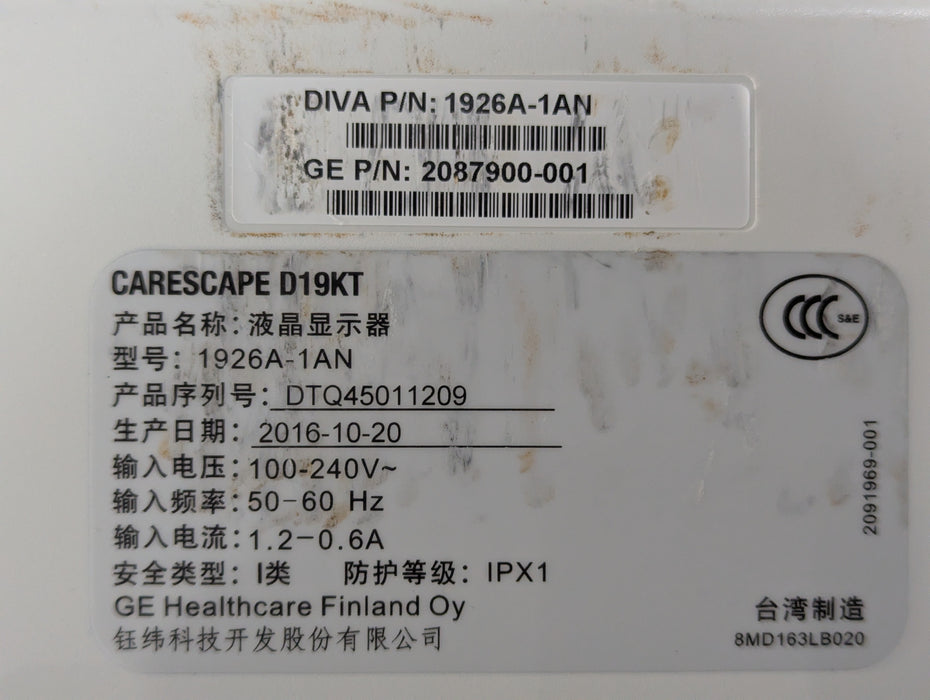 DIVA P/N: 1926A-1AN
GE P/N: 2087900-001
CARESCAPE D19KT
产品名称: 液晶显示器
型号: 1926A-1AN
产品序列号: DTQ45011209
生产日期: 2016-10-20
输入电压: 100-240V~
输入频率: 50-60 Hz
输入电流: 1.2-0.6A
安全类型: I类 防护等级: IPX1
GE Healthcare Finland Oy
钰纬科技开发股份有限公司
CCC S&E
2091969-001
台湾制造
8MD163LB020